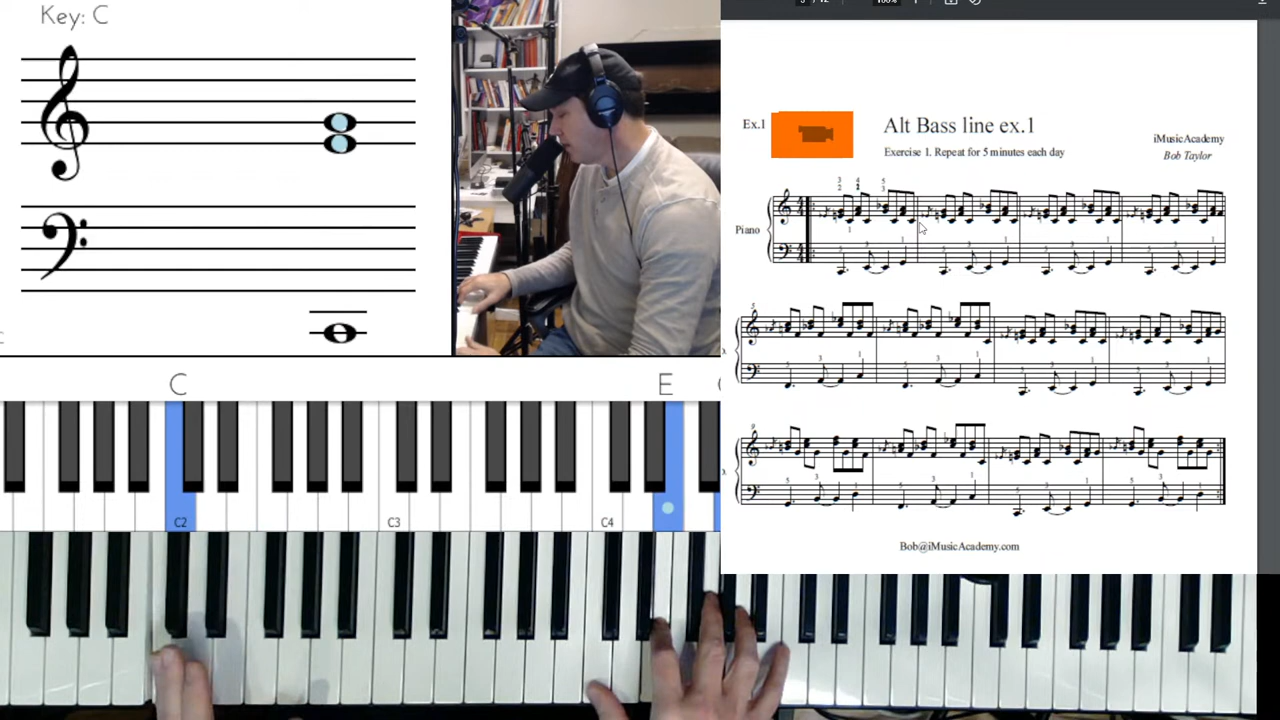 Key: C
Ex.1
Alt Bass line ex.1
Exercise 1. Repeat for 5 minutes each day
iMusicAcademy
Bob Taylor
Piano
C
E
C2
C3
C4
Bob@iMusicAcademy.com